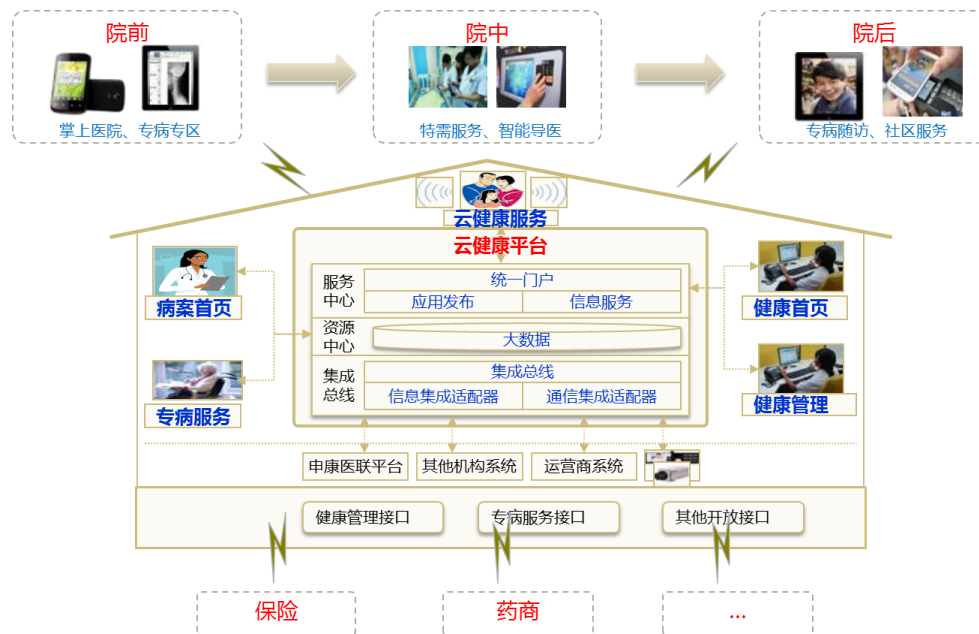 院前
院中
院后
掌上医院、专病专区
特需服务、智能导医
专病随访、社区服务
云健康服务
云健康平台
病案首页
专病服务
服务中心
统一门户
应用发布
信息服务
资源中心
大数据
集成总线
集成总线
信息集成适配器
通信集成适配器
健康首页
健康管理
申康医联平台
其他机构系统
运营商系统
健康管理接口
专病服务接口
其他开放接口
保险
药商
...